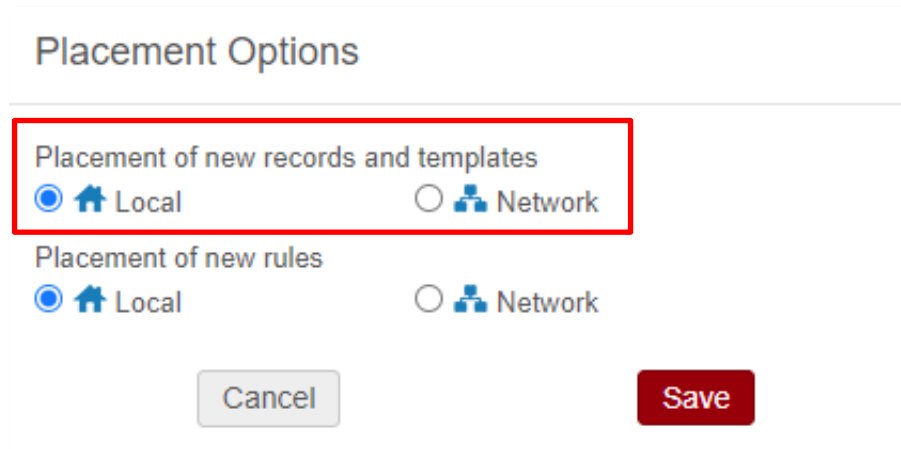 Placement Options
Placement of new records and templates
Local Network
Placement of new rules
Local Network
Cancel Save